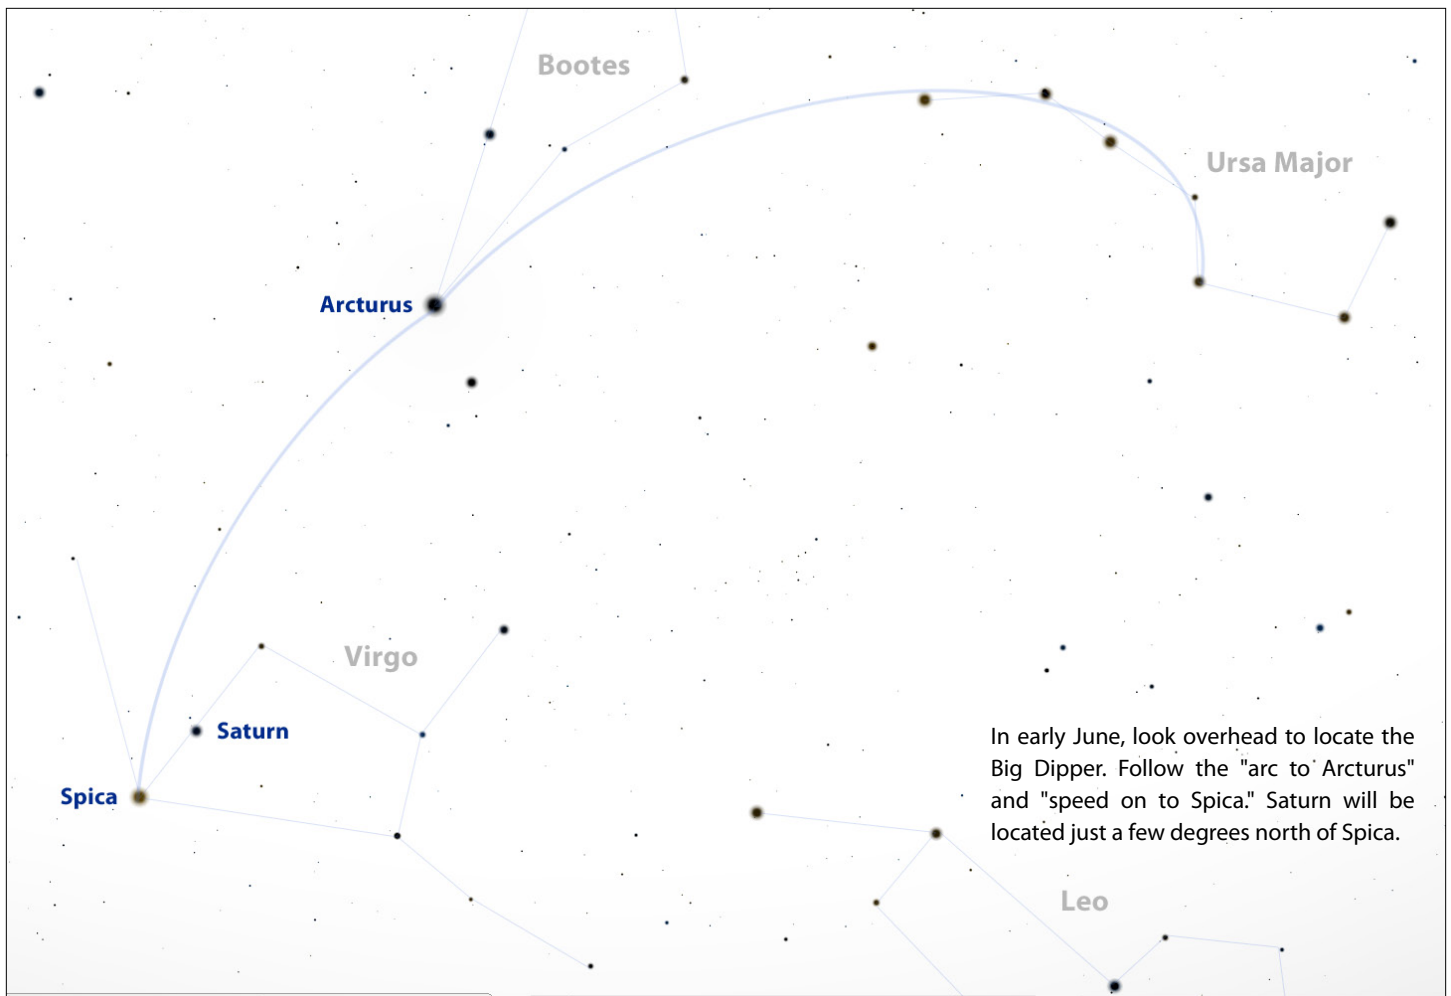 Bootes
Ursa Major
Arcturus
Virgo
Saturn
Spica
In early June, look overhead to locate the
Big Dipper. Follow the "arc to Arcturus"
and "speed on to Spica." Saturn will be
located just a few degrees north of Spica.
Leo